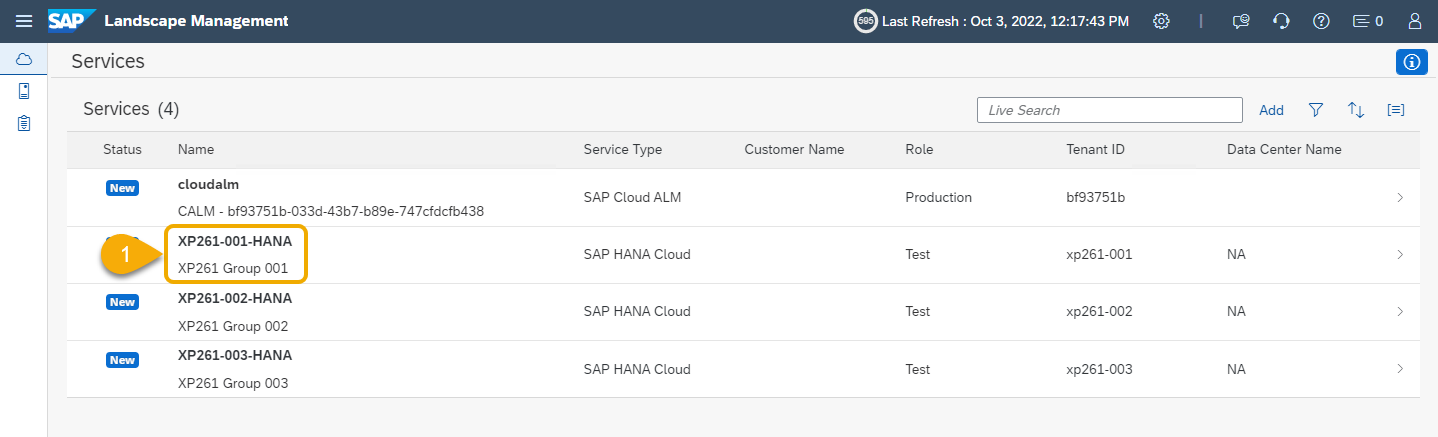 SAP Landscape Management 595 Last Refresh : Oct 3, 2022, 12:17:43 PM 0
Services
Services (4) Live Search Add
Status Name Service Type Customer Name Role Tenant ID Data Center Name
New cloudalm SAP Cloud ALM Production bf93751b
CALM - bf93751b-033d-43b7-b89e-747cfdcfb438
1 XP261-001-HANA SAP HANA Cloud Test xp261-001 NA
XP261 Group 001
New XP261-002-HANA SAP HANA Cloud Test xp261-002 NA
XP261 Group 002
New XP261-003-HANA SAP HANA Cloud Test xp261-003 NA
XP261 Group 003